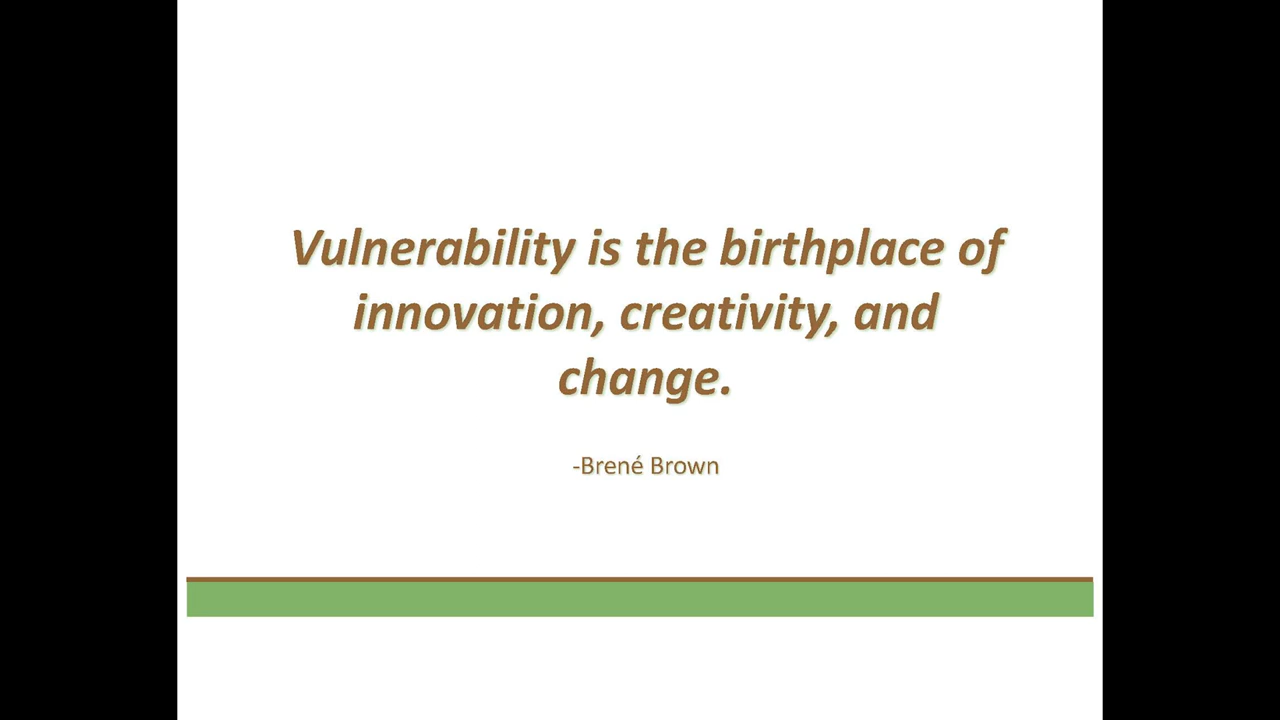 Vulnerability is the birthplace of
innovation, creativity, and
change.
-Brené Brown